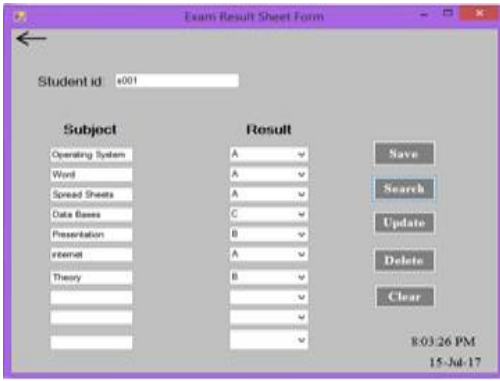 Exam Result Sheet Form
Student id: s001
Subject Result
Operating System A
Save
Word A
Spread Sheets A
Search
Data Bases C
Update
Presentation B
internet A
Delete
Theory B
Clear
8:03:26 PM
15-Jul-17